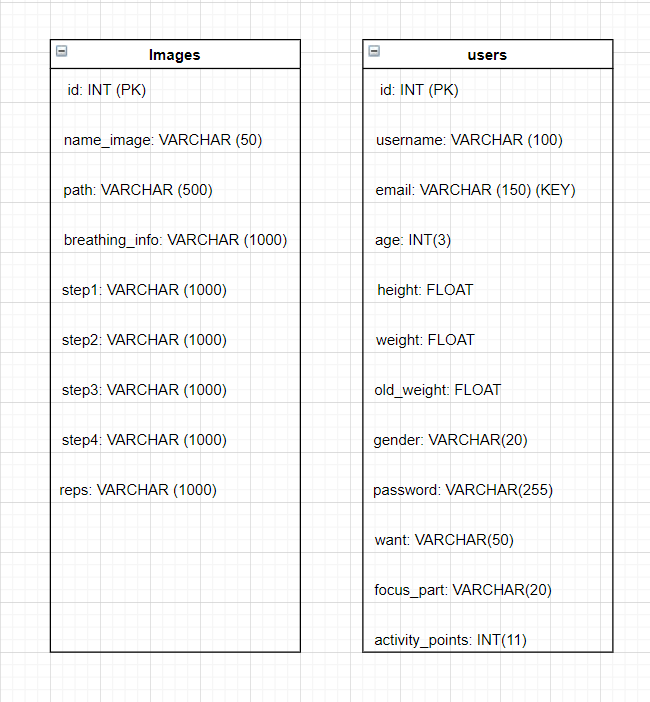 Images
id: INT (PK)
name_image: VARCHAR (50)
path: VARCHAR (500)
breathing_info: VARCHAR (1000)
step1: VARCHAR (1000)
step2: VARCHAR (1000)
step3: VARCHAR (1000)
step4: VARCHAR (1000)
reps: VARCHAR (1000)
users
id: INT (PK)
username: VARCHAR (100)
email: VARCHAR (150) (KEY)
age: INT(3)
height: FLOAT
weight: FLOAT
old_weight: FLOAT
gender: VARCHAR(20)
password: VARCHAR(255)
want: VARCHAR(50)
focus_part: VARCHAR(20)
activity_points: INT(11)